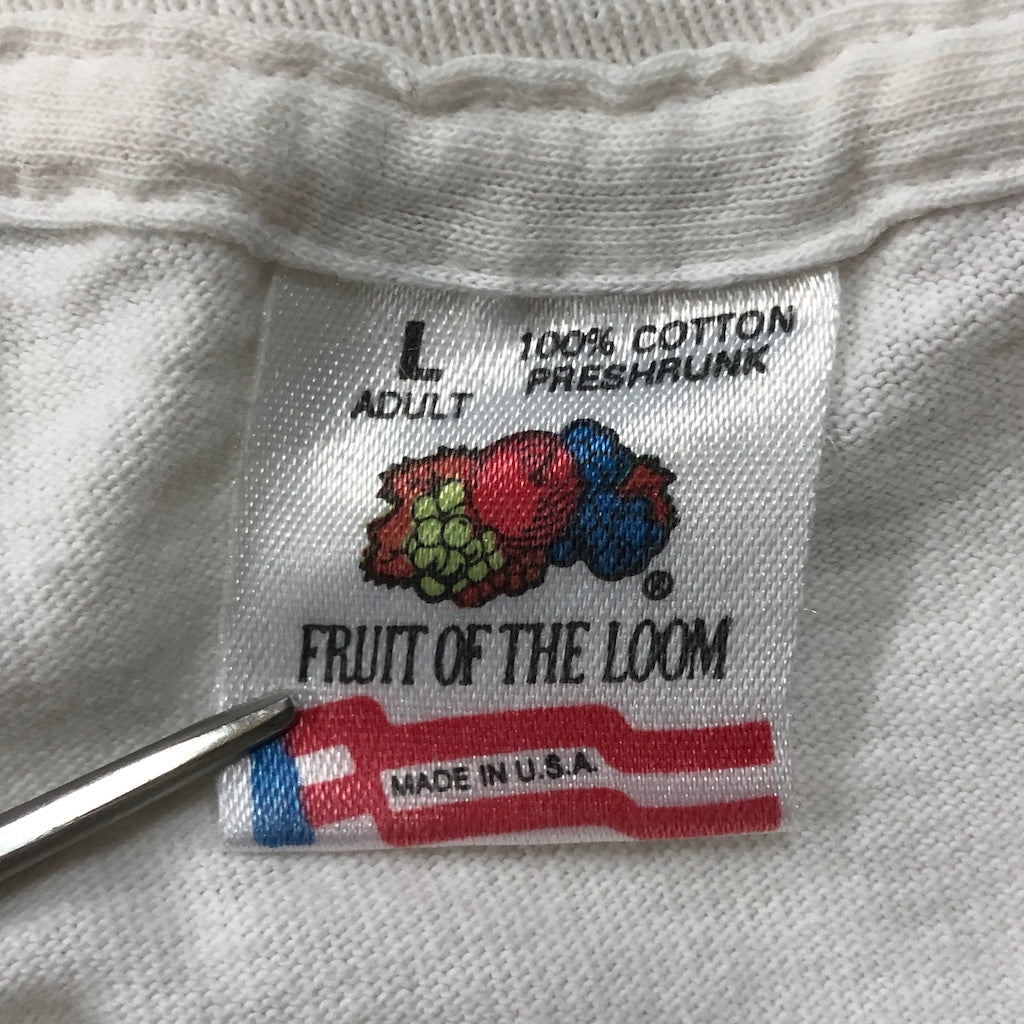 L
ADULT
100% COTTON
PRESHRUNK
®
FRUIT OF THE LOOM
MADE IN U.S.A.